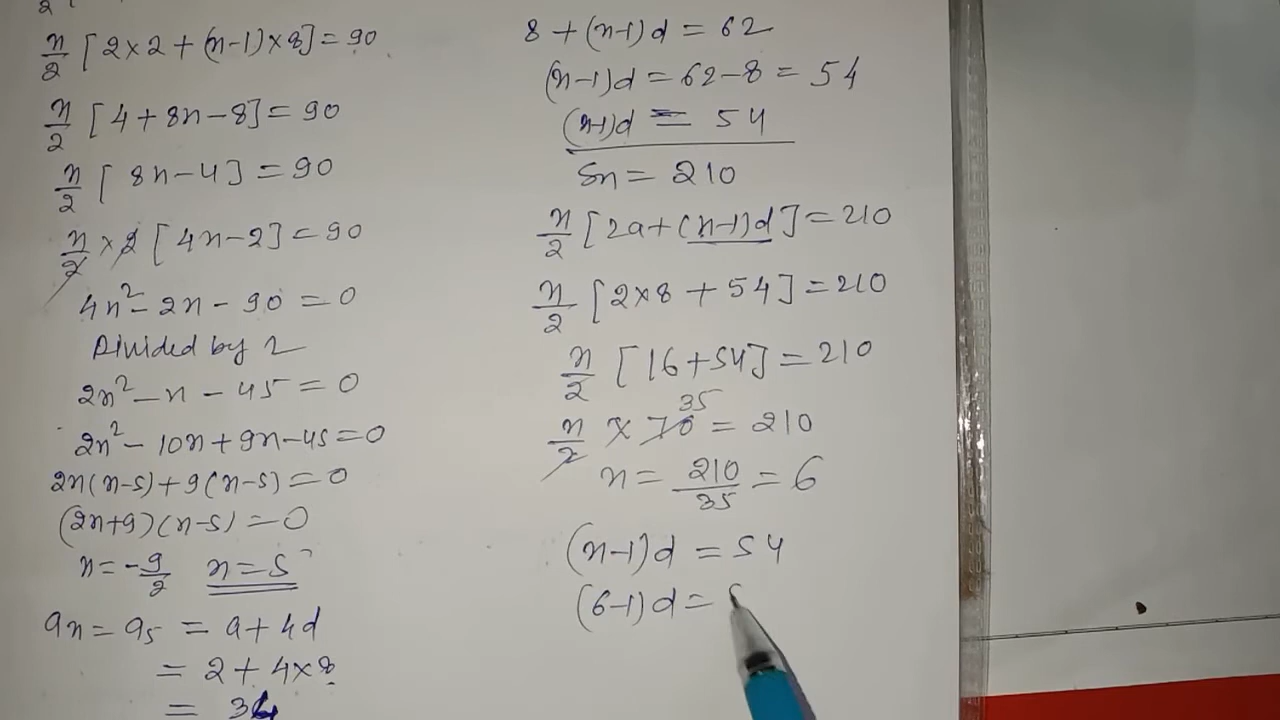 n/2 [2×2+(n-1)×8]=90
n/2 [4+8n-8]=90
n/2 [8n-4]=90
n/2 ×2 [4n-2]=90
4n²-2n-90=0
Divided by 2
2n²-n-45=0
2n²-10n+9n-45=0
2n(n-5)+9(n-5)=0
(2n+9)(n-5)=0
n=-9/2 n=5
an=a5=a+4d
=2+4×8
=34
8+(n-1)d=62
(n-1)d=62-8=54
(n-1)d=54
Sn=210
n/2 [2a+(n-1)d]=210
n/2 [2×8+54]=210
n/2 [16+54]=210
35
n/2 ×70=210
n=210/35=6
(n-1)d=54
(6-1)d=